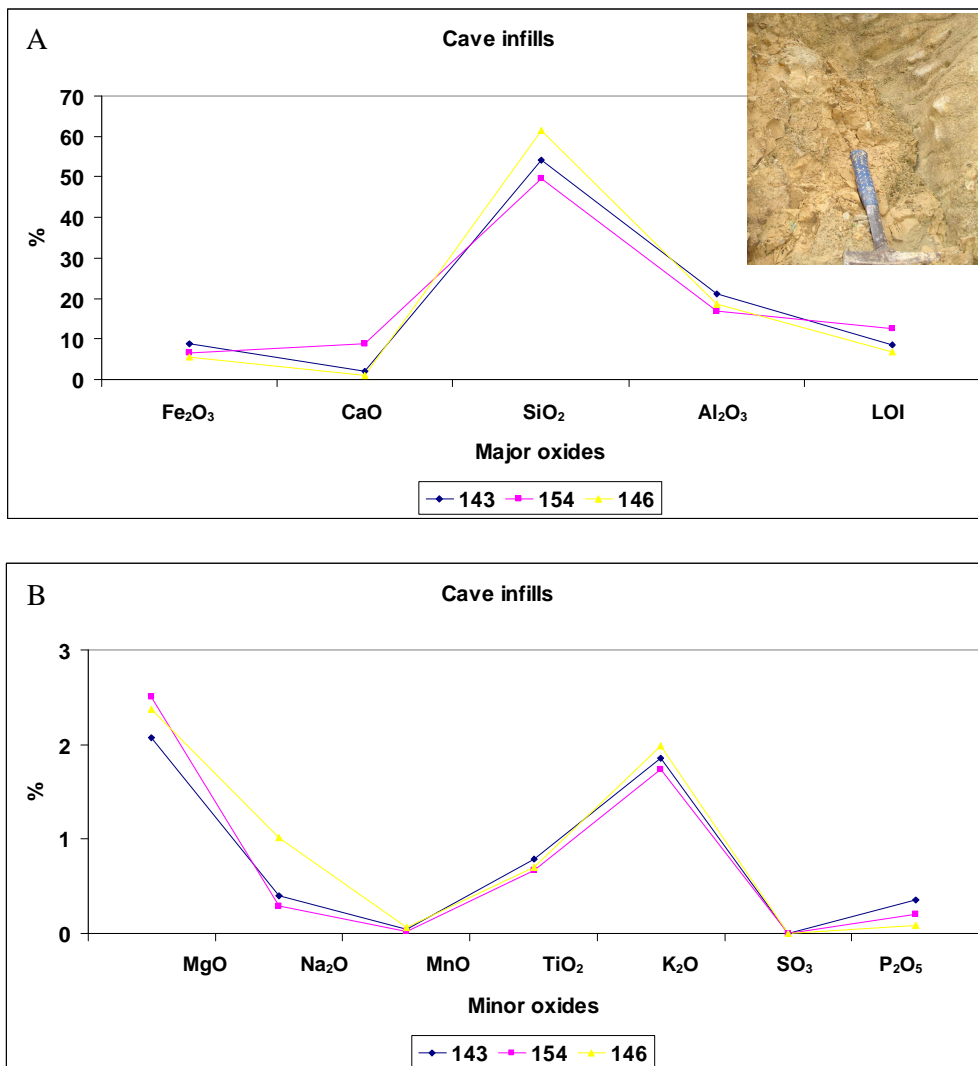 A
Cave infills
70
60
50
40
30
20
10
0
%
Fe₂O₃ CaO SiO₂ Al₂O₃ LOI
Major oxides
143 154 146
B
Cave infills
3
2
1
0
%
MgO Na₂O MnO TiO₂ K₂O SO₃ P₂O₅
Minor oxides
143 154 146